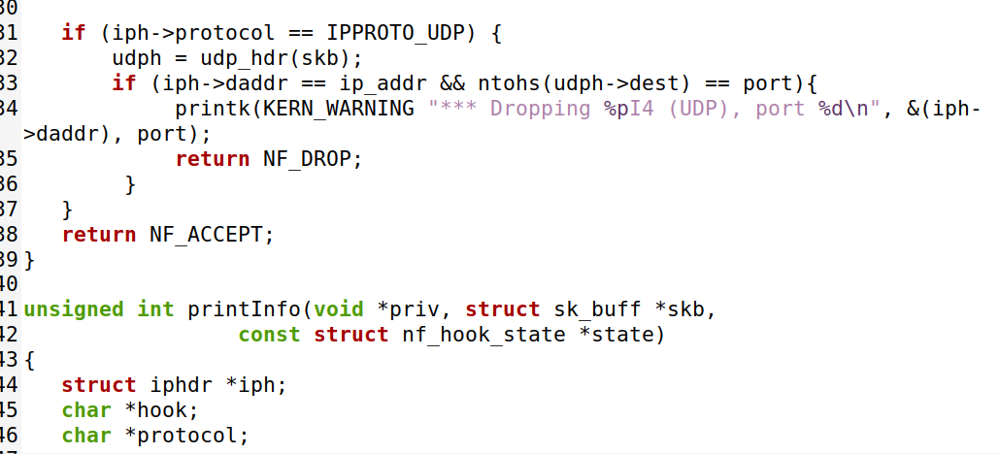 30
31   if (iph->protocol == IPPROTO_UDP) {
32       udph = udp_hdr(skb);
33       if (iph->daddr == ip_addr && ntohs(udph->dest) == port){
34            printk(KERN_WARNING "*** Dropping %pI4 (UDP), port %d\n", &(iph-
>daddr), port);
35            return NF_DROP;
36        }
37   }
38   return NF_ACCEPT;
39 }
40
41 unsigned int printInfo(void *priv, struct sk_buff *skb,
42                 const struct nf_hook_state *state)
43 {
44   struct iphdr *iph;
45   char *hook;
46   char *protocol;